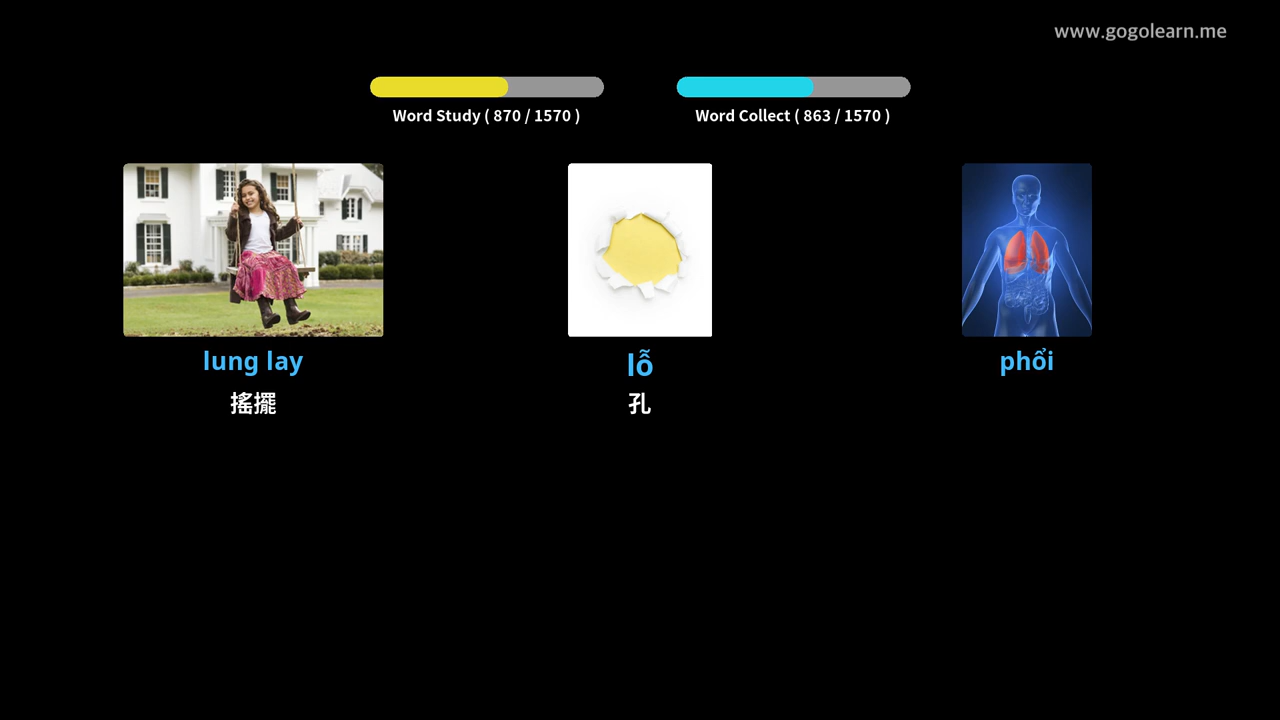 www.gogolearn.me
Word Study ( 870 / 1570 )
Word Collect ( 863 / 1570 )
lung lay
lỗ
phổi
搖擺
孔